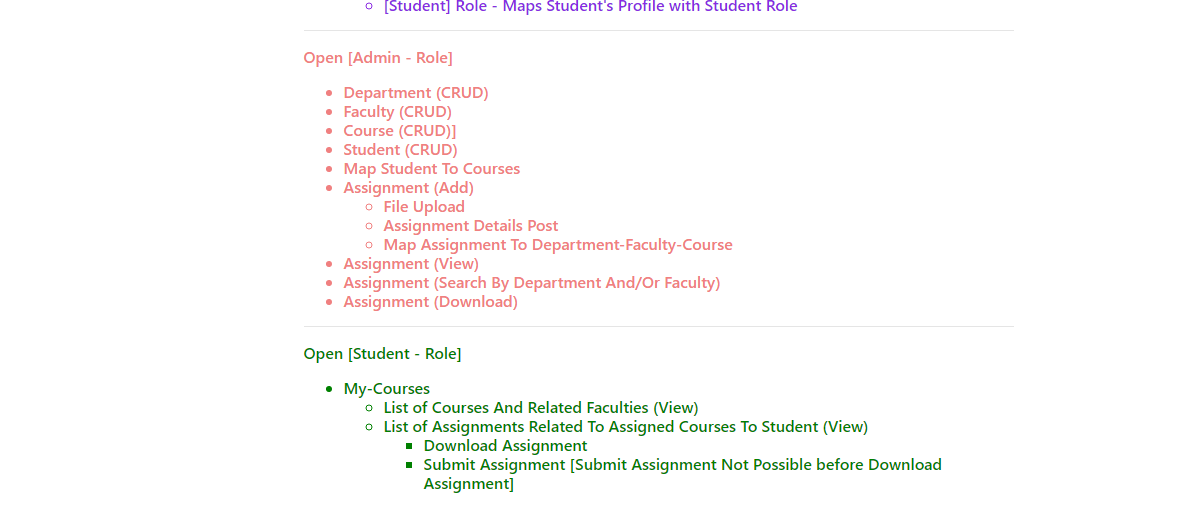 [Student] Role - Maps Student's Profile with Student Role
Open [Admin - Role]
Department (CRUD)
Faculty (CRUD)
Course (CRUD)]
Student (CRUD)
Map Student To Courses
Assignment (Add)
File Upload
Assignment Details Post
Map Assignment To Department-Faculty-Course
Assignment (View)
Assignment (Search By Department And/Or Faculty)
Assignment (Download)
Open [Student - Role]
My-Courses
List of Courses And Related Faculties (View)
List of Assignments Related To Assigned Courses To Student (View)
Download Assignment
Submit Assignment [Submit Assignment Not Possible before Download
Assignment]